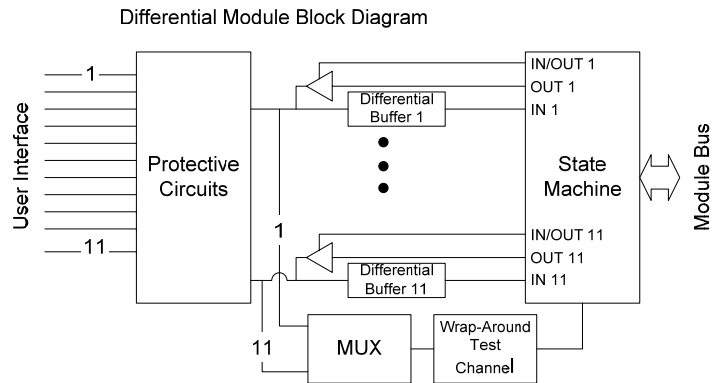 Differential Module Block Diagram
User Interface
1
11
Protective
Circuits
IN/OUT 1
OUT 1
IN 1
Differential
Buffer 1
State
Machine
Module Bus
1
IN/OUT 11
OUT 11
IN 11
Differential
Buffer 11
11
MUX
Wrap-Around
Test
Channel